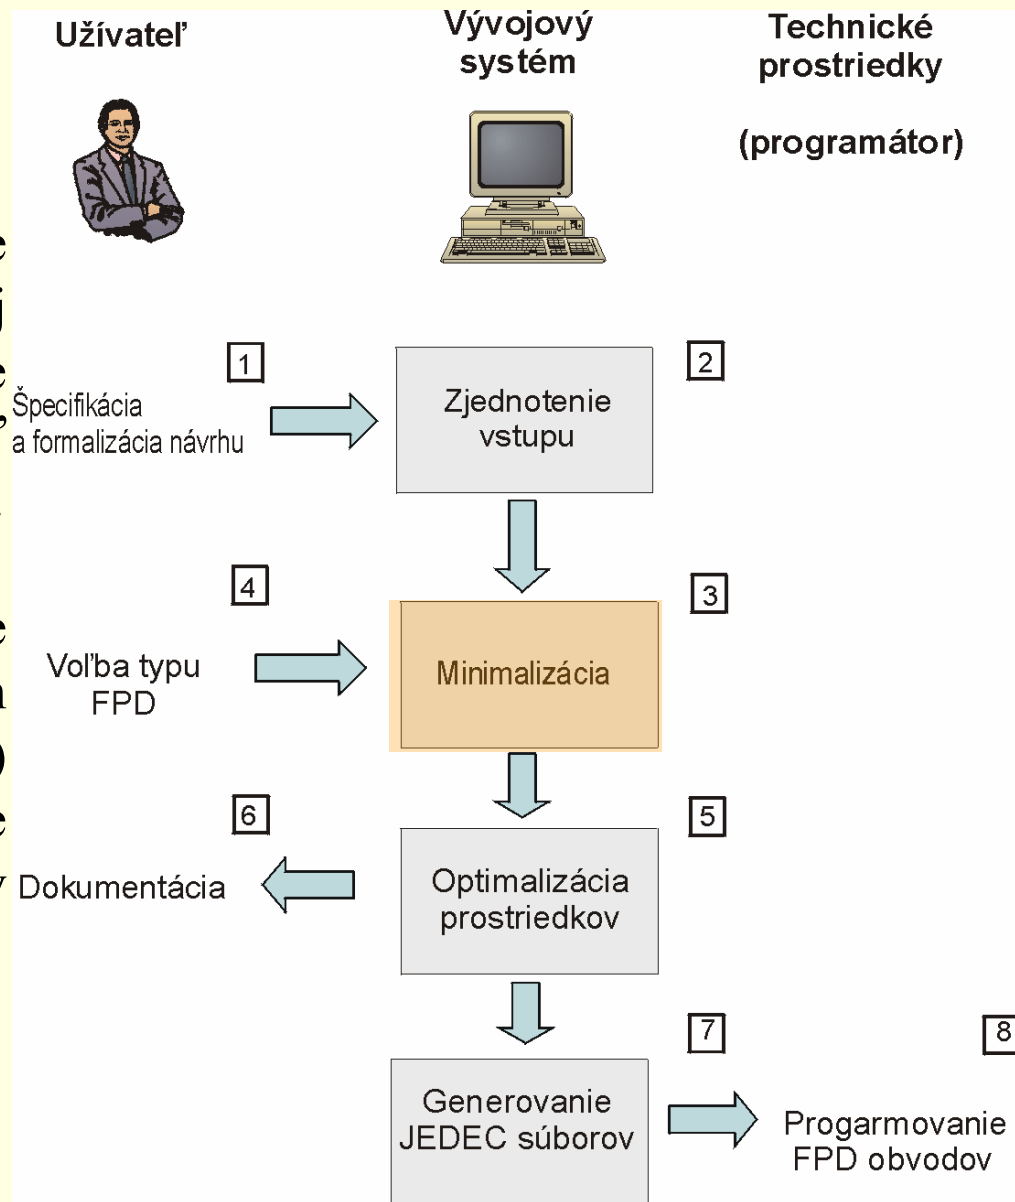 Užívateľ
Vývojový
systém
Technické
prostriedky
(programátor)
1
2
Špecifikácia
a formalizácia návrhu
Zjednotenie
vstupu
4
3
Voľba typu
FPD
Minimalizácia
6
5
Dokumentácia
Optimalizácia
prostriedkov
7
8
Generovanie
JEDEC súborov
Progarmovanie
FPD obvodov